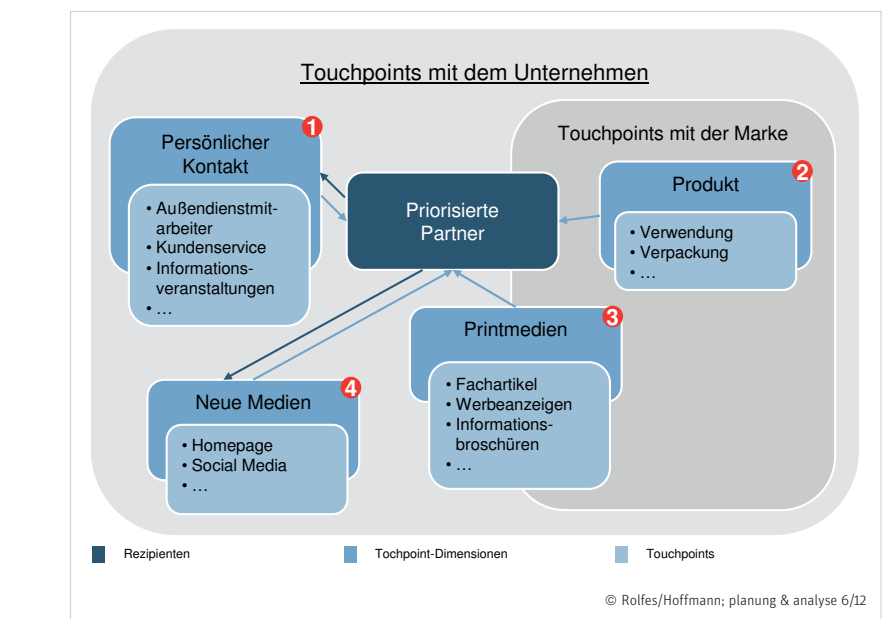 Touchpoints mit dem Unternehmen
1
Persönlicher
Kontakt
• Außendienstmit-
arbeiter
• Kundenservice
• Informations-
veranstaltungen
• …
Priorisierte
Partner
Touchpoints mit der Marke
2
Produkt
• Verwendung
• Verpackung
• …
3
Printmedien
• Fachartikel
• Werbeanzeigen
• Informations-
broschüren
• …
4
Neue Medien
• Homepage
• Social Media
• …
Rezipienten
Tochpoint-Dimensionen
Touchpoints
© Rolfes/Hoffmann; planung & analyse 6/12